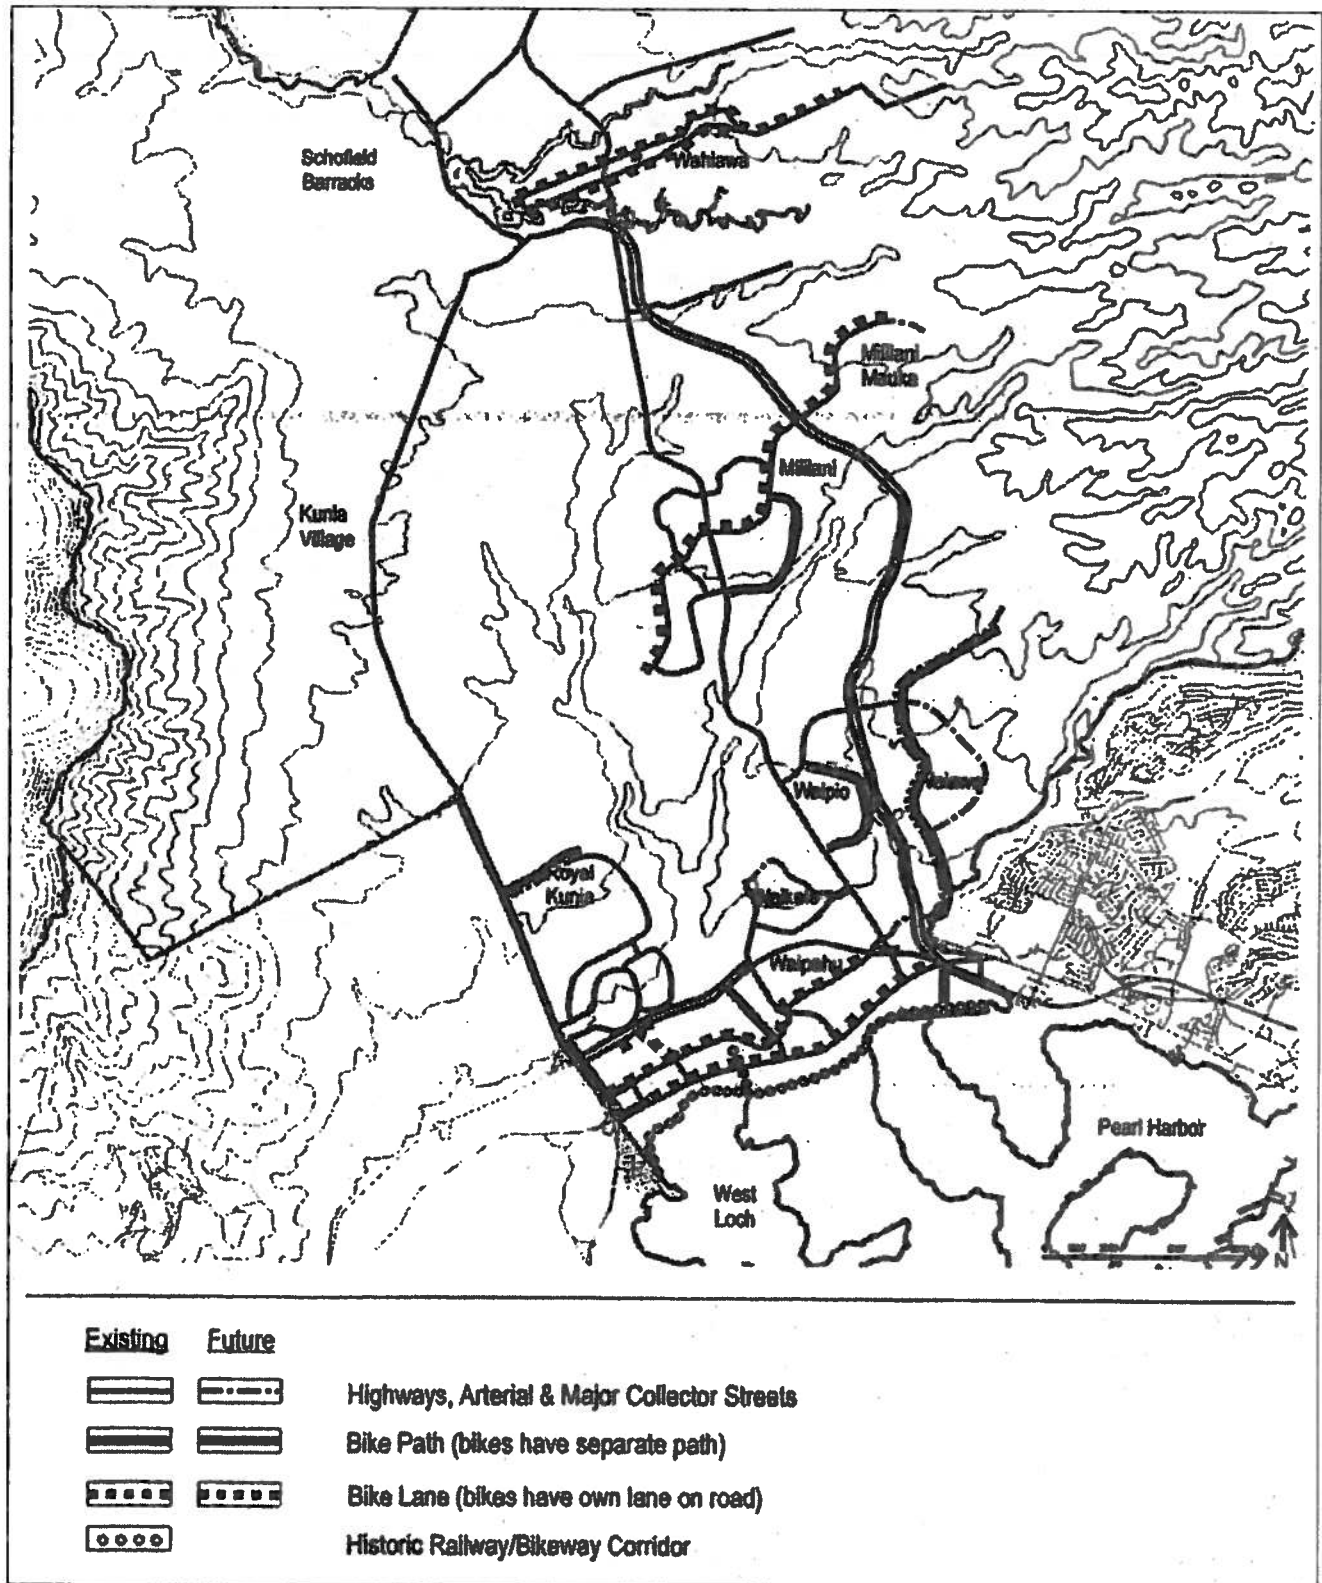 Schofield
Barracks
Wahiawa
Mililani
Mauka
Mililani
Kunia
Village
Waipio
Royal
Kunia
Waikele
Waipahu
Pearl Harbor
West
Loch
N
Existing Future
Highways, Arterial & Major Collector Streets
Bike Path (bikes have separate path)
Bike Lane (bikes have own lane on road)
Historic Railway/Bikeway Corridor